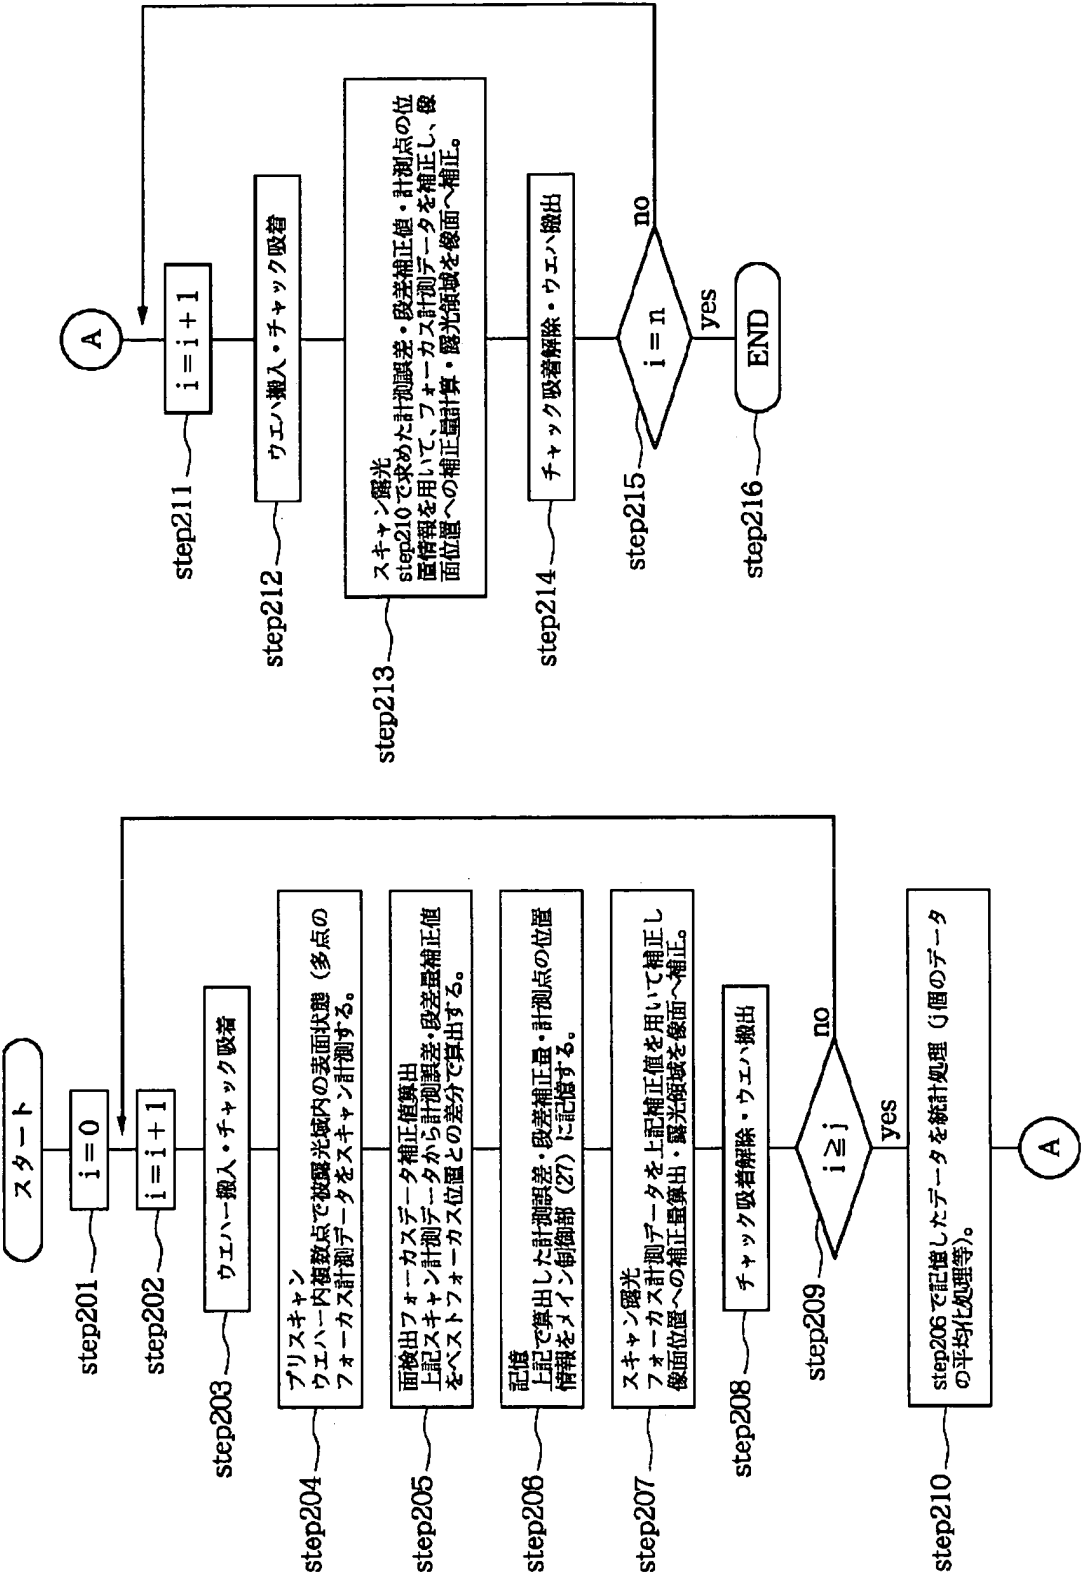 スタート
step201
i=0
step202
i=i+1
step203
ウエハー搬入・チャック吸着
step204
プリスキャン
ウエハー内複数点で被露光域内の表面状態（多点の
フォーカス計測データをスキャン計測する。
step205
面検出フォーカスデータ補正値算出
上記スキャン計測データから計測誤差・段差量補正値
をベストフォーカス位置との差分で算出する。
step206
記憶
上記で算出した計測誤差・段差補正量・計測点の位置
情報をメイン制御部（27）に記憶する。
step207
スキャン露光
フォーカス計測データを上記補正値を用いて補正し
像面位置への補正量算出・露光領域を像面へ補正。
step208
チャック吸着解除・ウエハ搬出
step209
i≧j
no
yes
step210
step206で記憶したデータを統計処理（j個のデータ
の平均化処理等）。
A
A
step211
i=i+1
step212
ウエハ搬入・チャック吸着
step213
スキャン露光
step210で求めた計測誤差・段差補正値・計測点の位
置情報を用いて、フォーカス計測データを補正し、像
面位置への補正量計算・露光領域を像面へ補正。
step214
チャック吸着解除・ウエハ搬出
step215
i=n
no
yes
step216
END